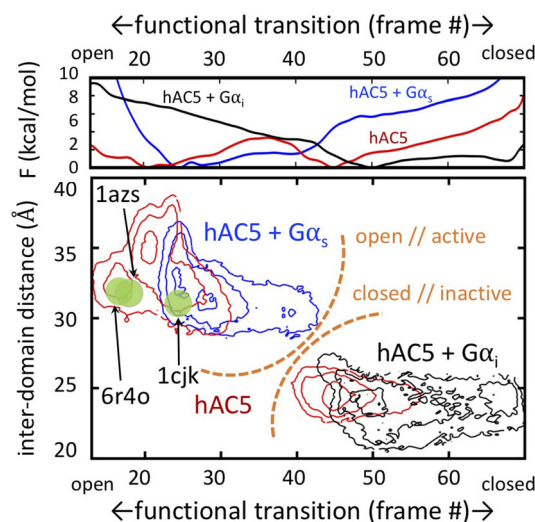 ←functional transition (frame #)→
open 20 30 40 50 60 closed
F (kcal/mol)
10
8
6
4
2
0
hAC5 + Gαi
hAC5 + Gαs
hAC5
inter-domain distance (Å)
40
35
30
25
20
1azs
hAC5 + Gαs
open // active
closed // inactive
6r4o
1cjk
hAC5
hAC5 + Gαi
open 20 30 40 50 60 closed
←functional transition (frame #)→